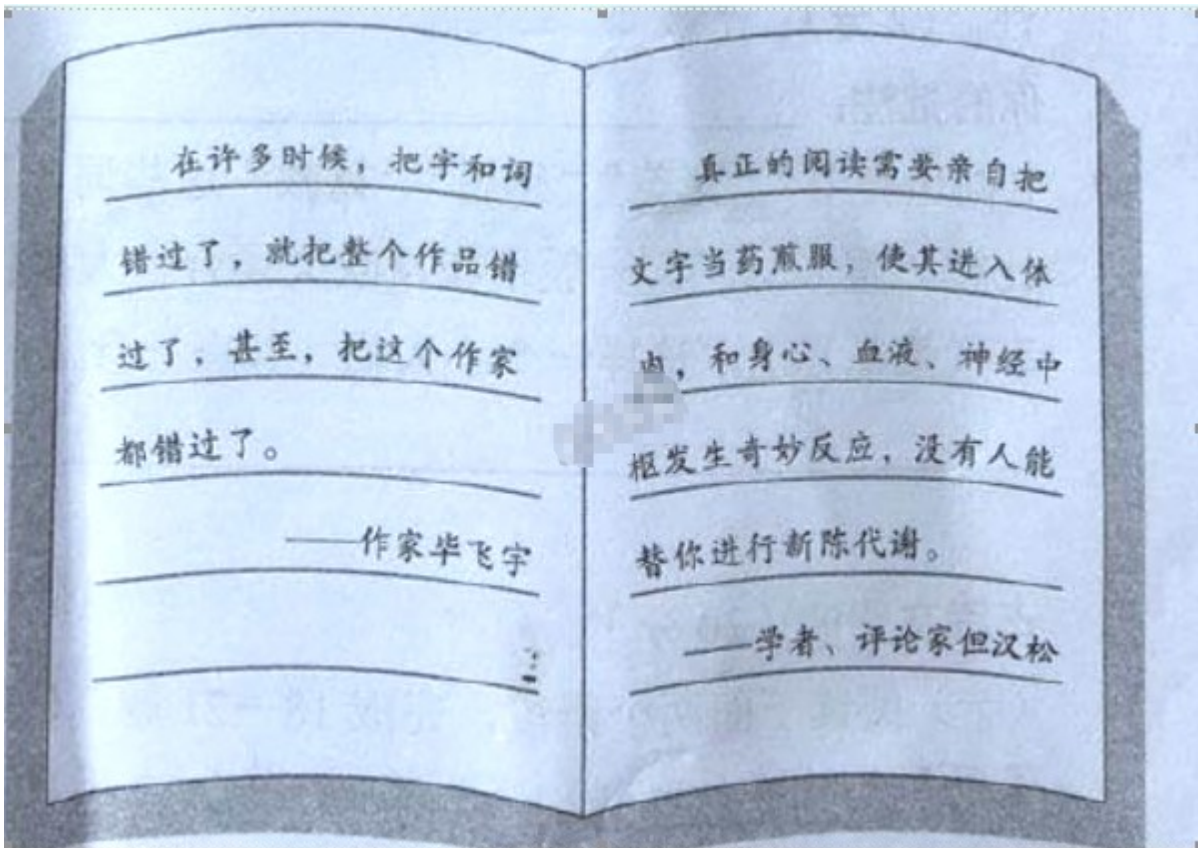 在许多时候，把字和词
错过了，就把整个作品错
过了，甚至，把这个作家
都错过了。
——作家毕飞宇
真正的阅读需要亲自把
文字当药煎服，使其进入体
内，和身心、血液、神经中
枢发生奇妙反应，没有人能
替你进行新陈代谢。
——学者、评论家但汉松